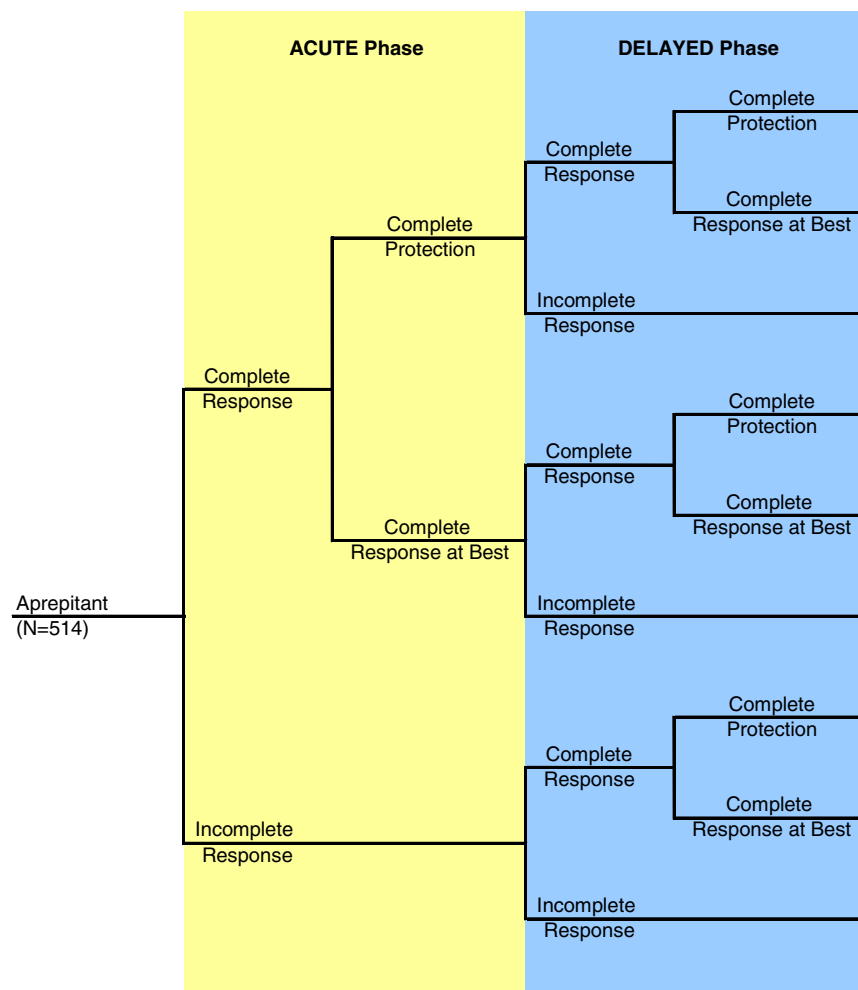 ACUTE Phase
DELAYED Phase
Complete
Protection
Complete
Response
Complete
Response at Best
Complete
Protection
Incomplete
Response
Complete
Response
Complete
Protection
Complete
Response
Complete
Response at Best
Complete
Response at Best
Aprepitant
(N=514)
Incomplete
Response
Complete
Protection
Complete
Response
Complete
Response at Best
Incomplete
Response
Incomplete
Response